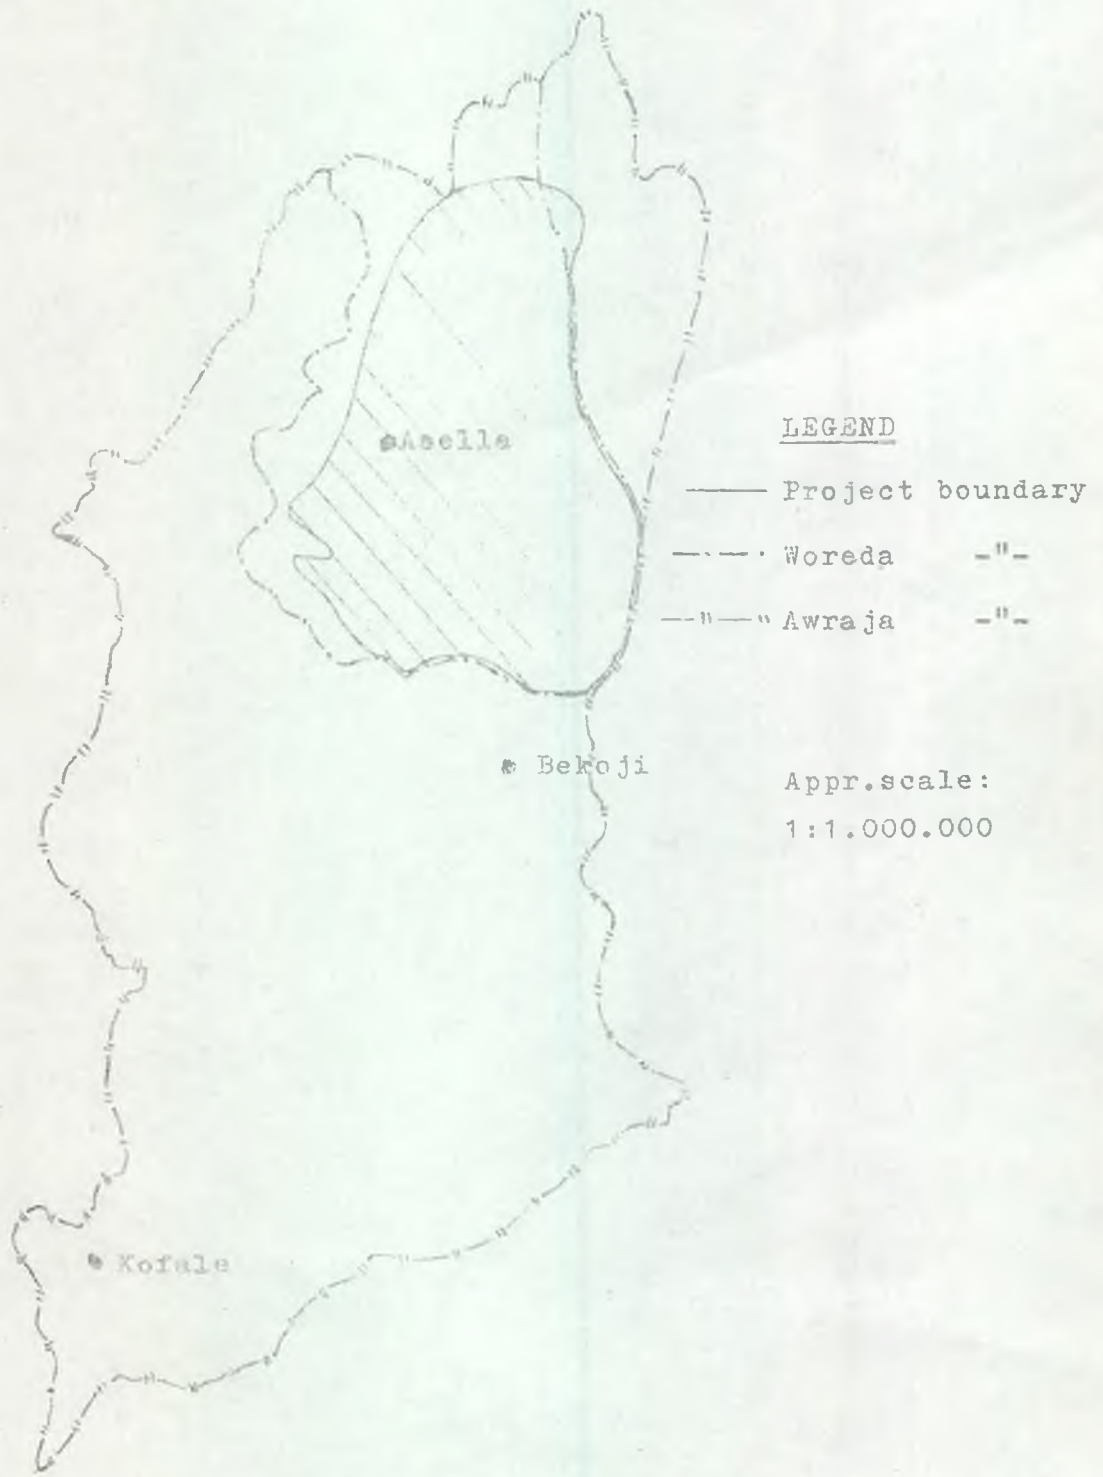 Asella
LEGEND
Project boundary
Woreda -"-
Awraja -"-
Bekoji
Appr.scale:
1:1.000.000
Kofale